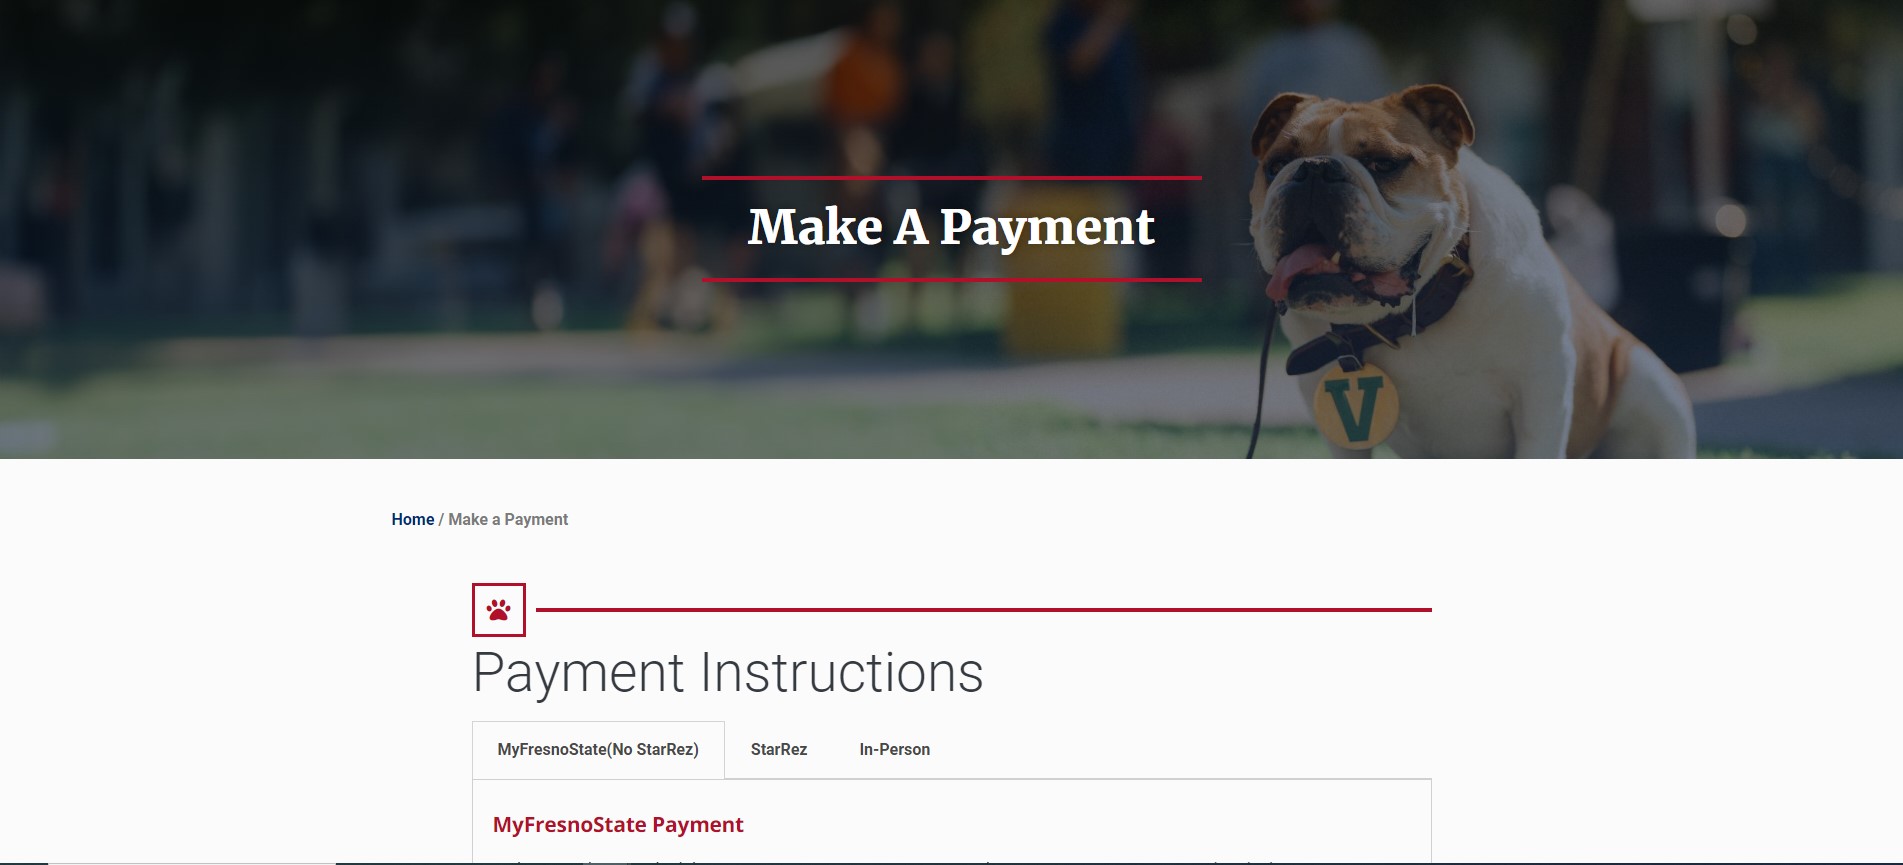 Make A Payment
V
Home / Make a Payment
Payment Instructions
MyFresnoState(No StarRez)
StarRez
In-Person
MyFresnoState Payment